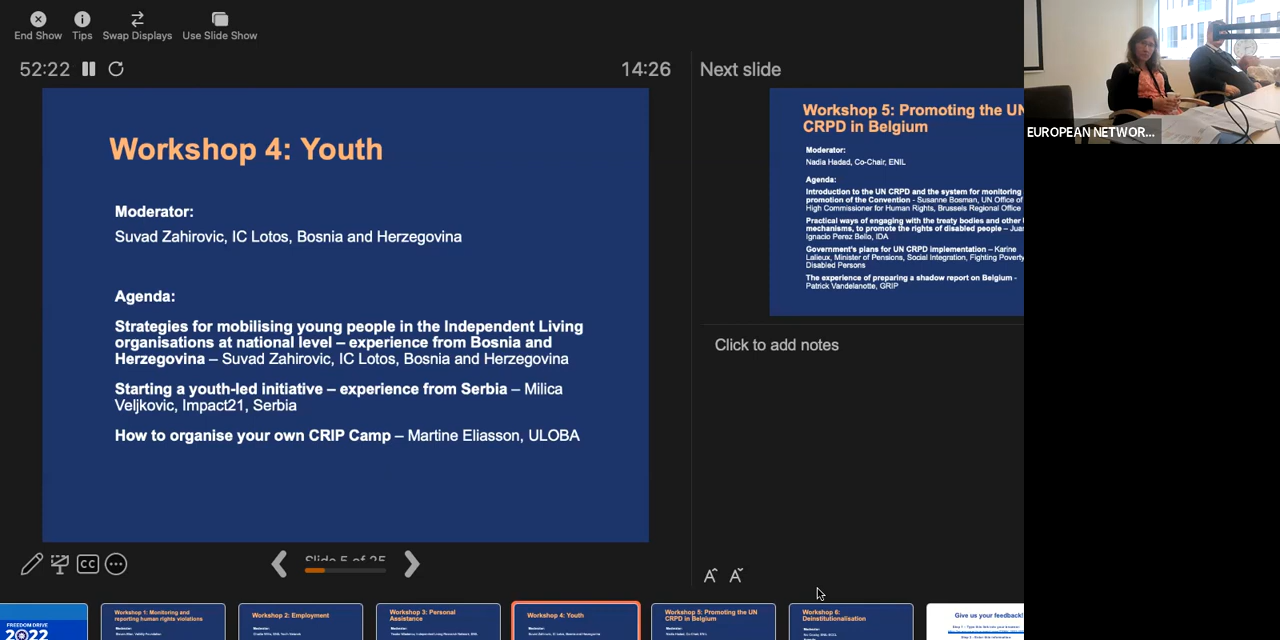 End Show
Tips
Swap Displays
Use Slide Show
52:22
14:26
Next slide
Workshop 4: Youth
Moderator:
Suvad Zahirovic, IC Lotos, Bosnia and Herzegovina
Agenda:
Strategies for mobilising young people in the Independent Living
organisations at national level – experience from Bosnia and
Herzegovina – Suvad Zahirovic, IC Lotos, Bosnia and Herzegovina
Starting a youth-led initiative – experience from Serbia – Milica
Veljkovic, Impact21, Serbia
How to organise your own CRIP Camp – Martine Eliasson, ULOBA
Workshop 5: Promoting the UN
CRPD in Belgium
Moderator:
Nadia Hadad, Co-Chair, ENIL
Agenda:
Introduction to the UN CRPD and the system for monitoring
promotion of the Convention - Susanne Bosman, UN Office of
High Commissioner for Human Rights, Brussels Regional Office
Practical ways of engaging with the treaty bodies and other
mechanisms, to promote the rights of disabled people – Juan
Ignacio Perez Bello, IDA
Government's plans for UN CRPD implementation – Karine
Lalieux, Minister of Pensions, Social Integration, Fighting Poverty
Disabled Persons
The experience of preparing a shadow report on Belgium -
Patrick Vandelanotte, GRIP
EUROPEAN NETWOR...
Click to add notes
CC
Slide 5 of 25
FREEDOM DRIVE
2022
Workshop 1: Monitoring and
reporting human rights violations
Workshop 2: Employment
Workshop 3: Personal
Assistance
Workshop 4: Youth
Workshop 5: Promoting the UN
CRPD in Belgium
Workshop 6:
Deinstitutionalisation
Give us your feedback!